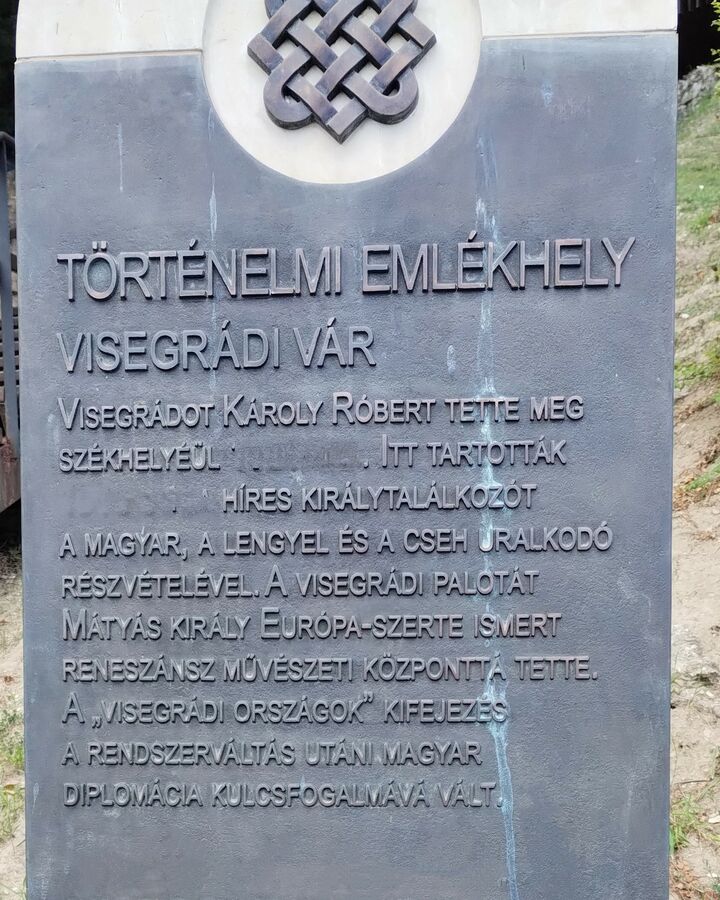 TÖRTÉNELMI EMLÉKHELY
VISEGRÁDI VÁR
VISEGRÁDOT KÁROLY RÓBERT TETTE MEG
SZÉKHELYÉÜL . ITT TARTOTTÁK
HÍRES KIRÁLYTALÁLKOZÓT
A MAGYAR, A LENGYEL ÉS A CSEH URALKODÓ
RÉSZVÉTELÉVEL. A VISEGRÁDI PALOTÁT
MÁTYÁS KIRÁLY EURÓPA-SZERTE ISMERT
RENESZÁNSZ MŰVÉSZETI KÖZPONTTÁ TETTE.
A „VISEGRÁDI ORSZÁGOK” KIFEJEZÉS
A RENDSZERVÁLTÁS UTÁNI MAGYAR
DIPLOMÁCIA KULCSFOGALMÁVÁ VÁLT.